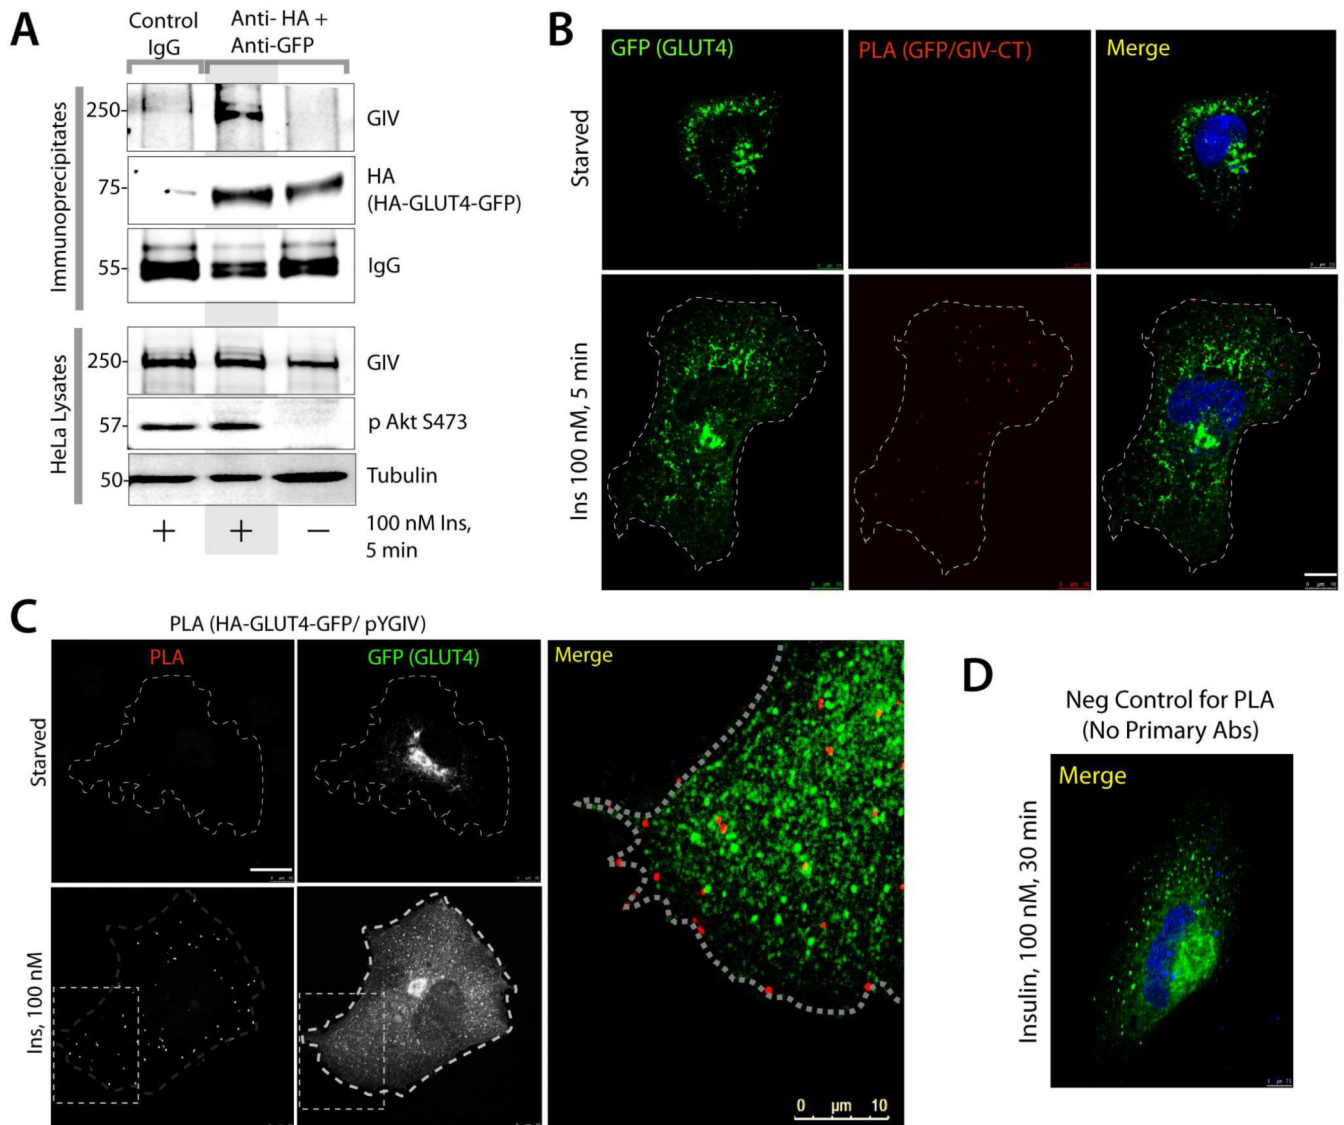 A
Control
IgG
Anti- HA +
Anti-GFP
Immunoprecipitates
250-
GIV
75-
HA
(HA-GLUT4-GFP)
55-
IgG
HeLa Lysates
250-
GIV
57-
p Akt S473
50-
Tubulin
+
+
−
100 nM Ins,
5 min
B
GFP (GLUT4)
PLA (GFP/GIV-CT)
Merge
Starved
Ins 100 nM, 5 min
C
PLA (HA-GLUT4-GFP/ pYGIV)
PLA
GFP (GLUT4)
Merge
Starved
Ins, 100 nM
0 µm 10
D
Neg Control for PLA
(No Primary Abs)
Merge
Insulin, 100 nM, 30 min